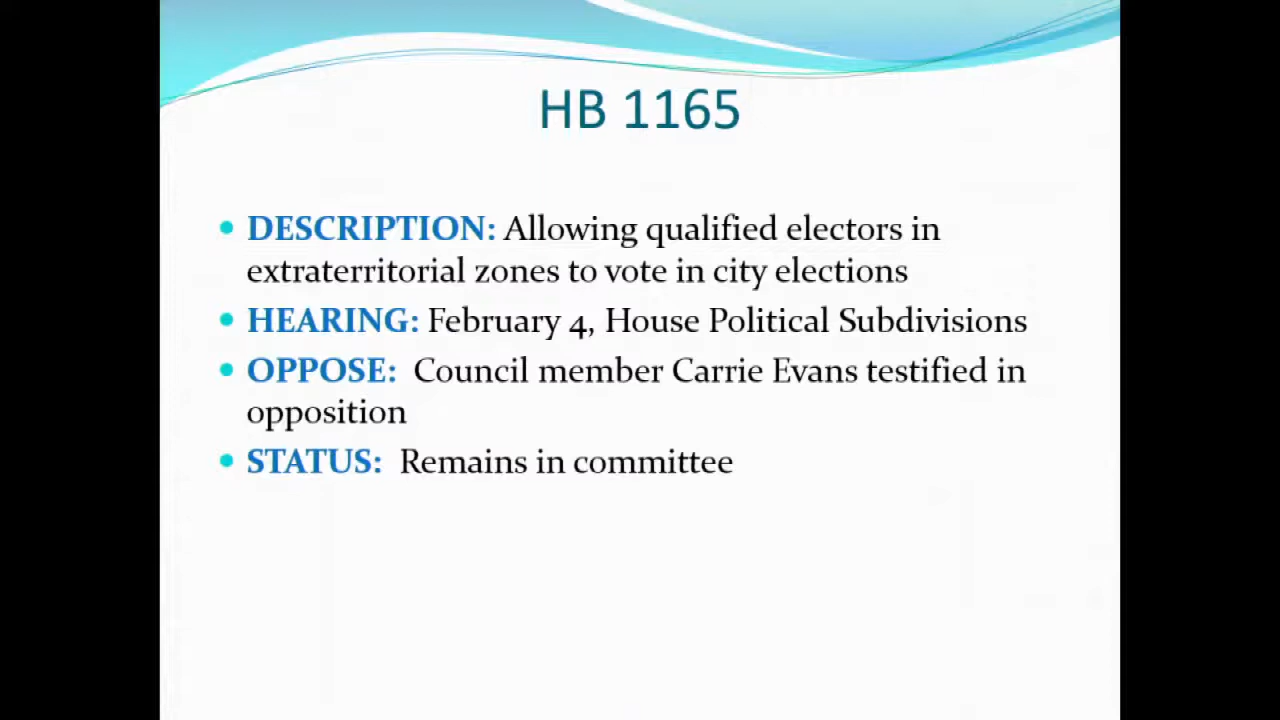 HB 1165
• DESCRIPTION: Allowing qualified electors in
extraterritorial zones to vote in city elections
• HEARING: February 4, House Political Subdivisions
• OPPOSE:  Council member Carrie Evans testified in
opposition
• STATUS:  Remains in committee